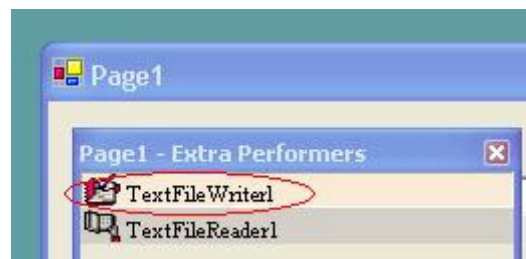 Page1
Page1 - Extra Performers
TextFileWriter1
TextFileReader1